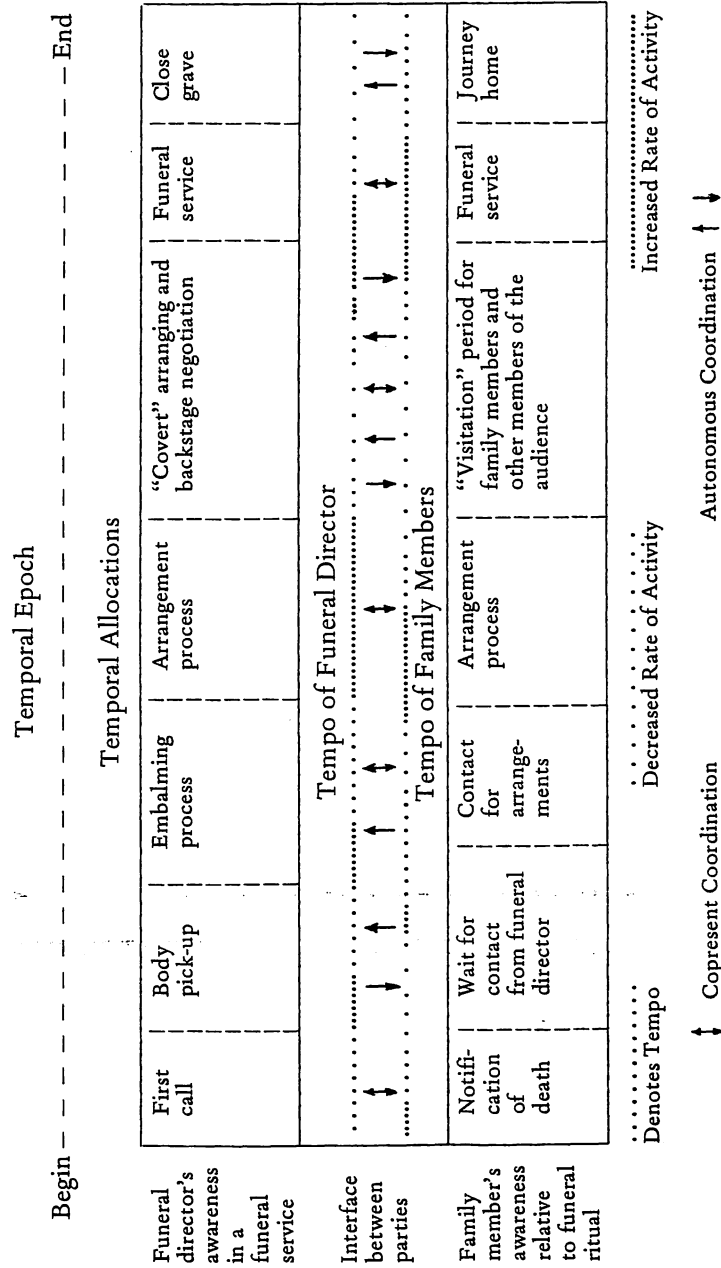 Temporal Epoch
Begin
End
Temporal Allocations
Funeral
director's
awareness
in a
funeral
service
First
call
Body
pick-up
Embalming
process
Arrangement
process
“Covert” arranging and
backstage negotiation
Funeral
service
Close
grave
Interface
between
parties
Tempo of Funeral Director
Tempo of Family Members
Family
member's
awareness
relative
to funeral
ritual
Notifi-
cation
of
death
Wait for
contact
from funeral
director
Contact
for
arrange-
ments
Arrangement
process
“Visitation” period for
family members and
other members of the
audience
Funeral
service
Journey
home
Denotes Tempo
Decreased Rate of Activity
Increased Rate of Activity
Copresent Coordination
Autonomous Coordination